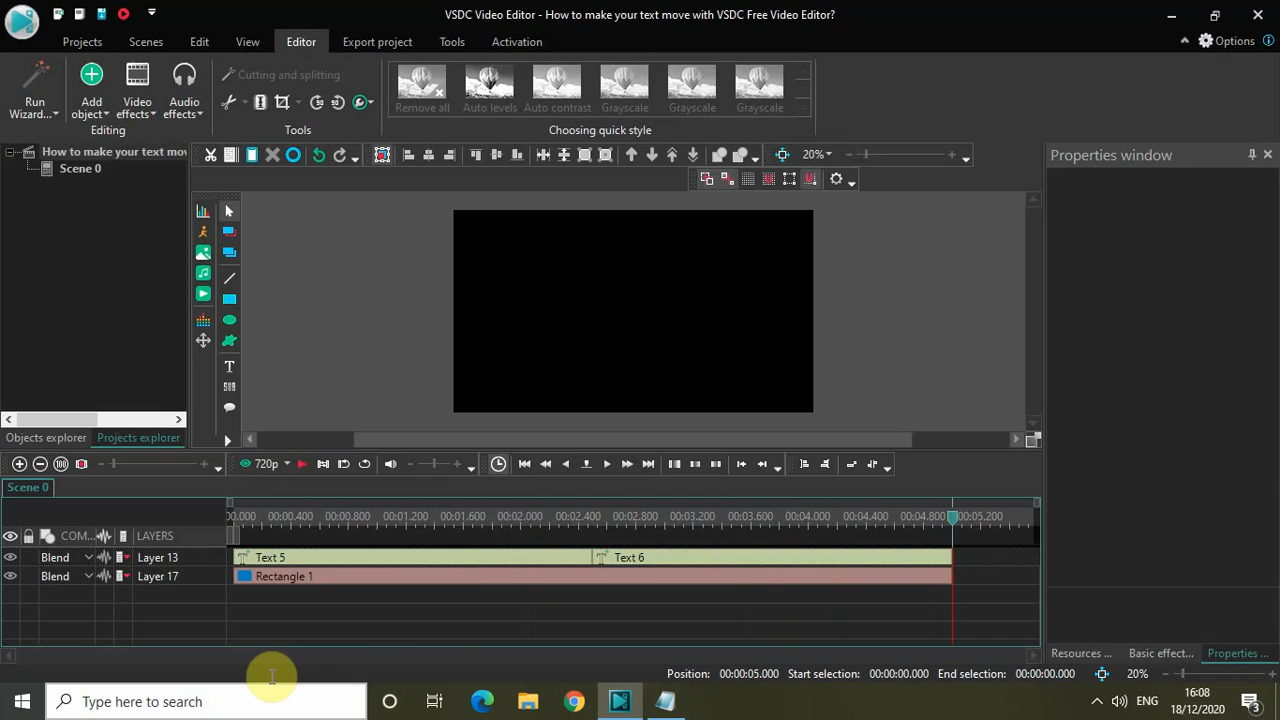 VSDC Video Editor - How to make your text move with VSDC Free Video Editor?
Projects Scenes Edit View Editor Export project Tools Activation Options
Cutting and splitting
Run Wizard... Add object Video effects Audio effects
Remove all Auto levels Auto contrast Grayscale Grayscale Grayscale
Editing Tools Choosing quick style
How to make your text mov
Scene 0
20%
Properties window
T
SUB
Objects explorer Projects explorer
720p
Scene 0
0.000 00:00.400 00:00.800 00:01.200 00:01.600 00:02.000 00:02.400 00:02.800 00:03.200 00:03.600 00:04.000 00:04.400 00:04.800 00:05.200
COM... LAYERS
Blend Layer 13 Text 5 Text 6
Blend Layer 17 Rectangle 1
Resources ... Basic effect... Properties ...
Position: 00:00:05.000 Start selection: 00:00:00.000 End selection: 00:00:00.000 20%
Type here to search
ENG
16:08
18/12/2020
3